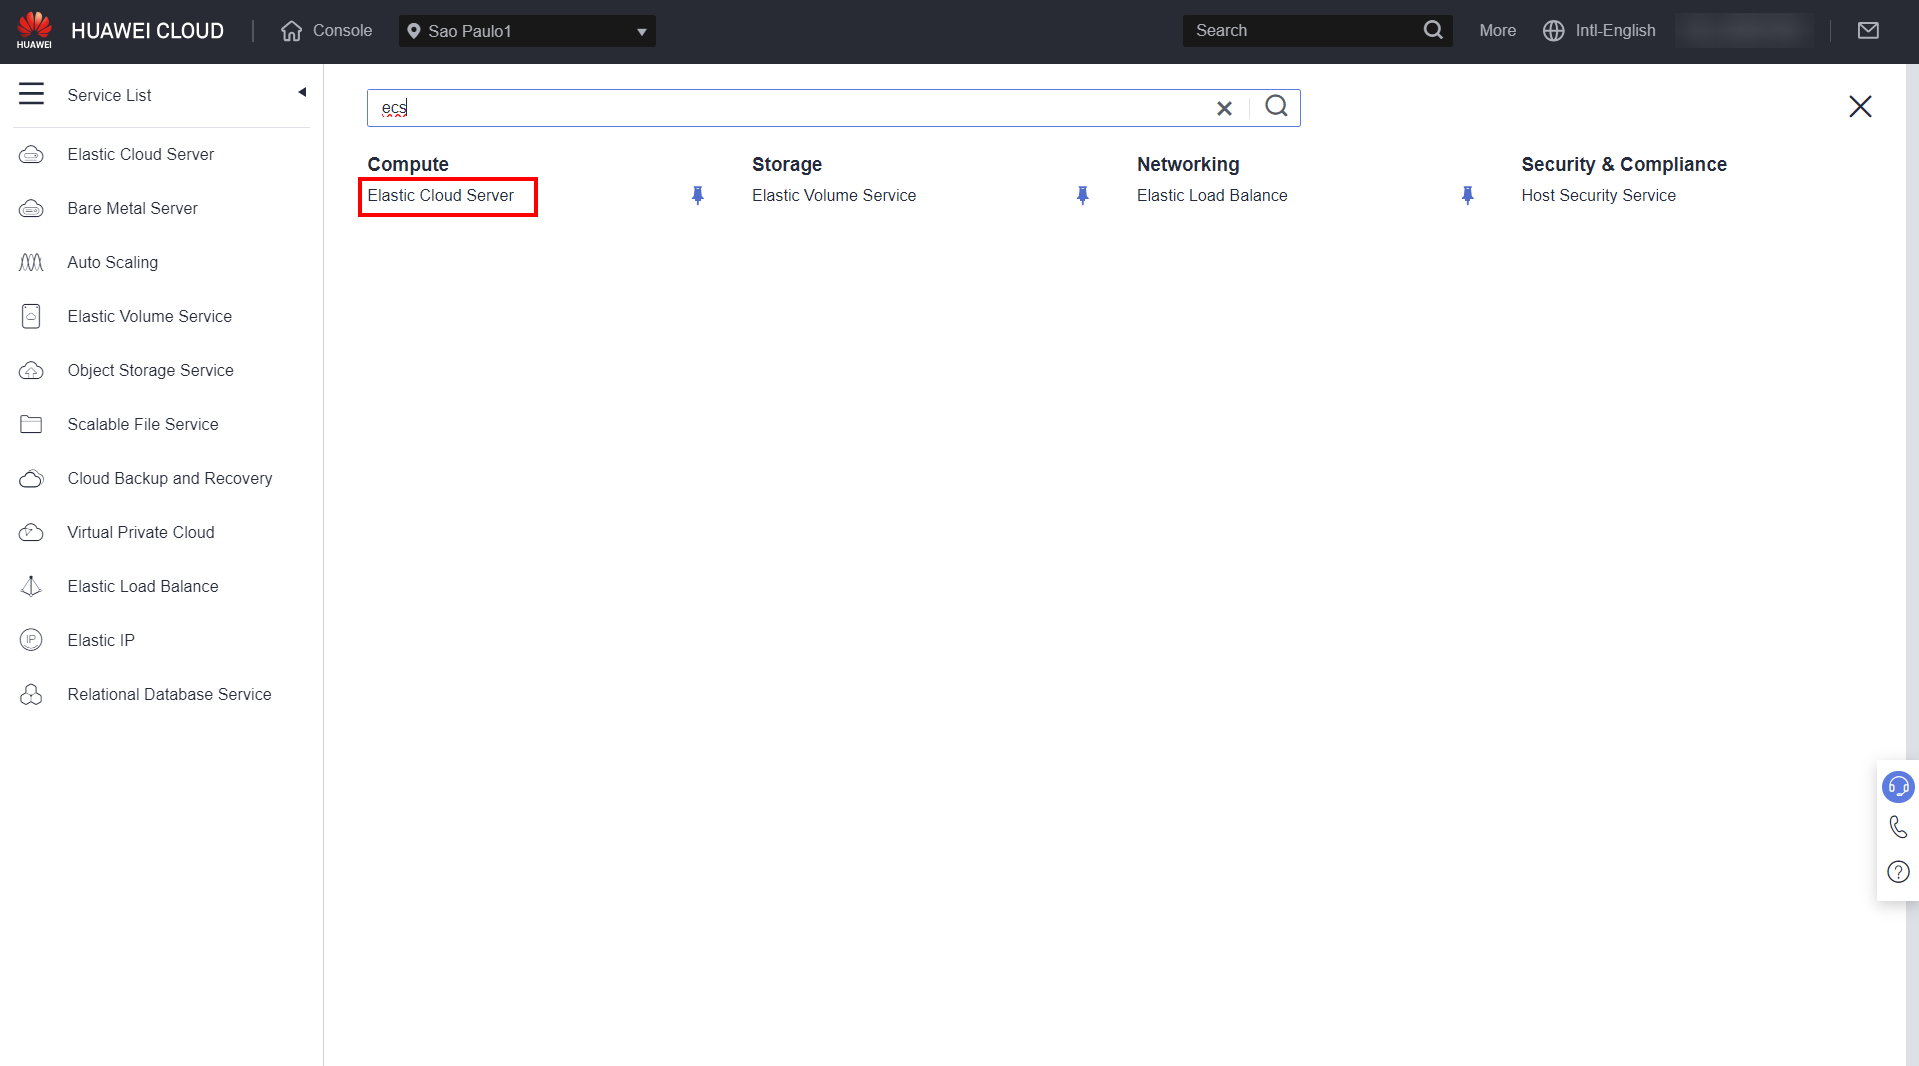 HUAWEI
HUAWEI CLOUD
Console
Sao Paulo1
Search
More
Intl-English
Service List
Elastic Cloud Server
Bare Metal Server
Auto Scaling
Elastic Volume Service
Object Storage Service
Scalable File Service
Cloud Backup and Recovery
Virtual Private Cloud
Elastic Load Balance
IP
Elastic IP
Relational Database Service
ecs
Compute
Elastic Cloud Server
Storage
Elastic Volume Service
Networking
Elastic Load Balance
Security & Compliance
Host Security Service